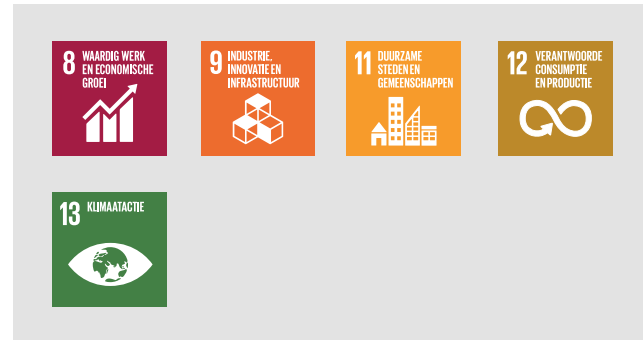 8 WAARDIG WERK
EN ECONOMISCHE
GROEI
9 INDUSTRIE,
INNOVATIE EN
INFRASTRUCTUUR
11 DUURZAME
STEDEN EN
GEMEENSCHAPPEN
12 VERANTWOORDE
CONSUMPTIE
EN PRODUCTIE
13 KLIMAATACTIE